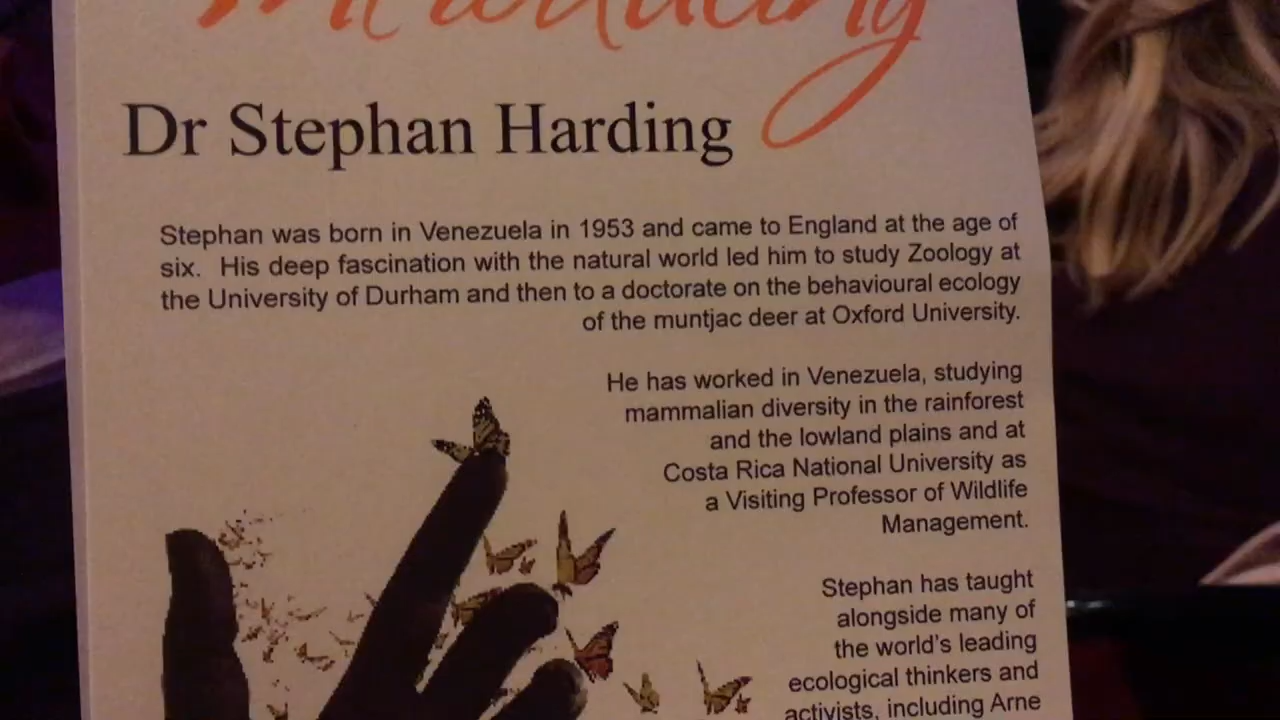 Introducing
Dr Stephan Harding
Stephan was born in Venezuela in 1953 and came to England at the age of
six. His deep fascination with the natural world led him to study Zoology at
the University of Durham and then to a doctorate on the behavioural ecology
of the muntjac deer at Oxford University.
He has worked in Venezuela, studying
mammalian diversity in the rainforest
and the lowland plains and at
Costa Rica National University as
a Visiting Professor of Wildlife
Management.
Stephan has taught
alongside many of
the world's leading
ecological thinkers and
activists, including Arne